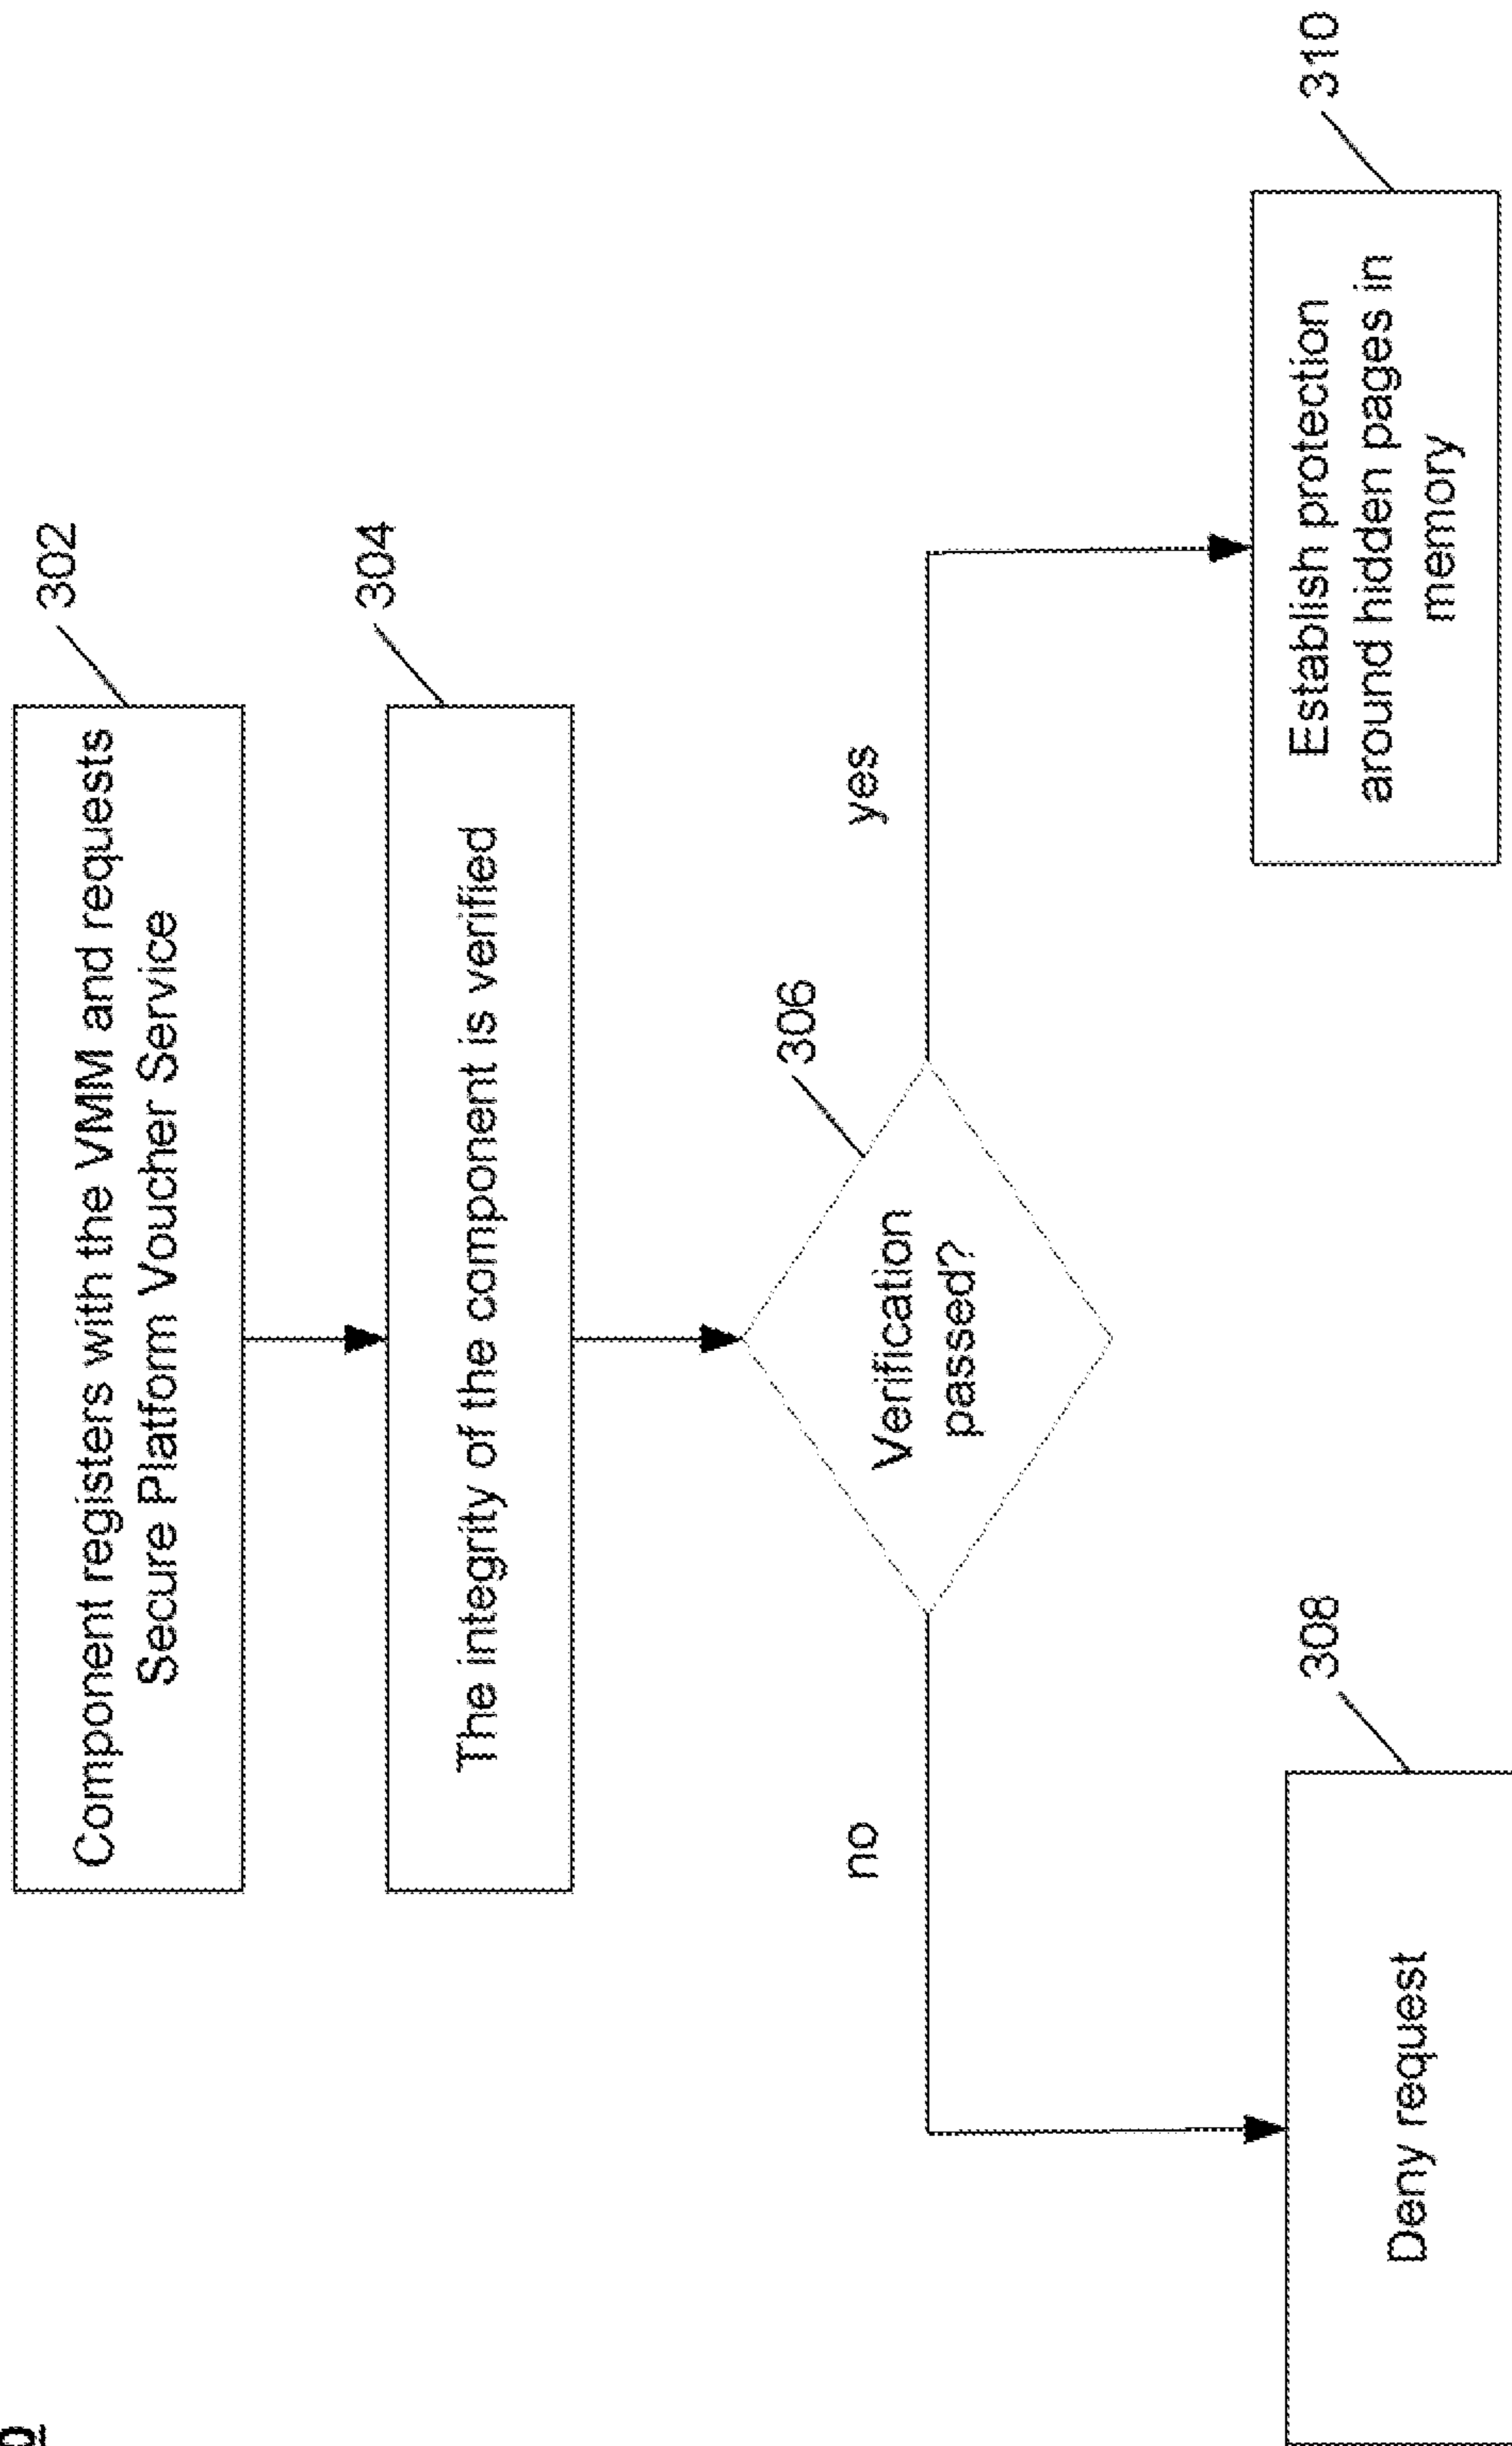 302
Component registers with the VMM and requests
Secure Platform Voucher Service
304
The integrity of the component is verified
306
Verification
passed?
no
yes
308
Deny request
310
Establish protection
around hidden pages in
memory